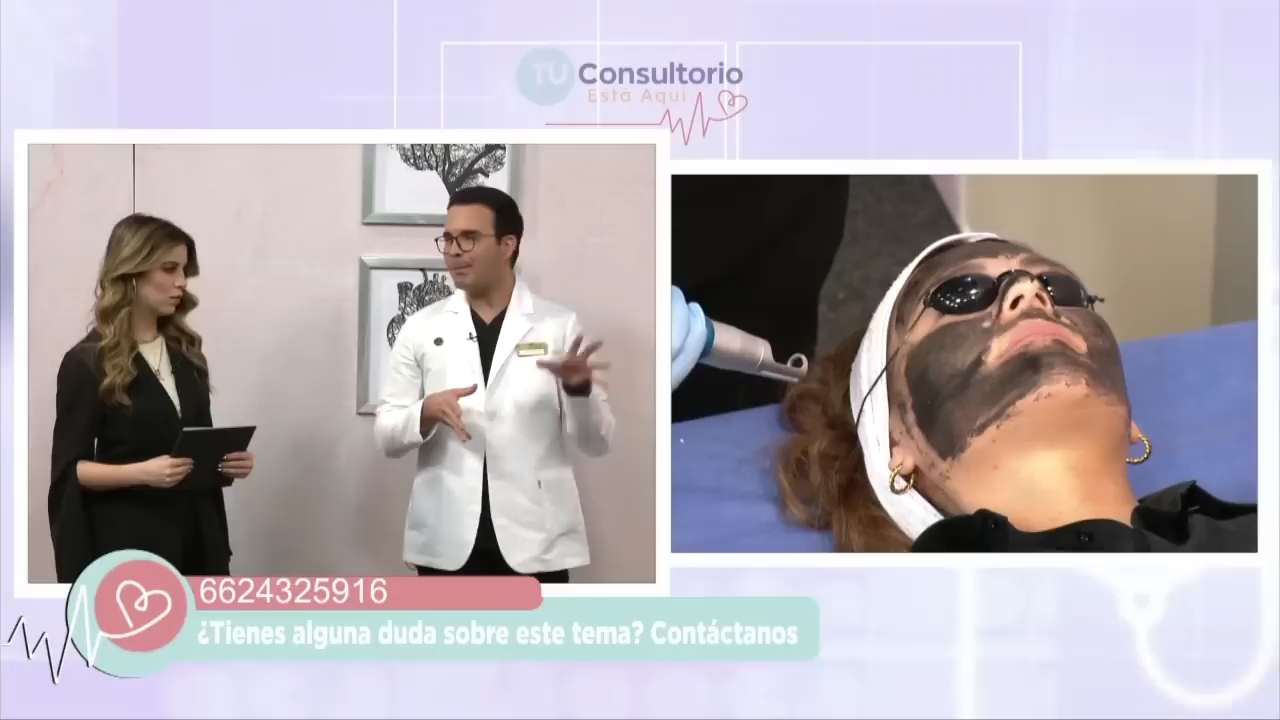 TU Consultorio
Está Aquí
6624325916
¿Tienes alguna duda sobre este tema? Contáctanos